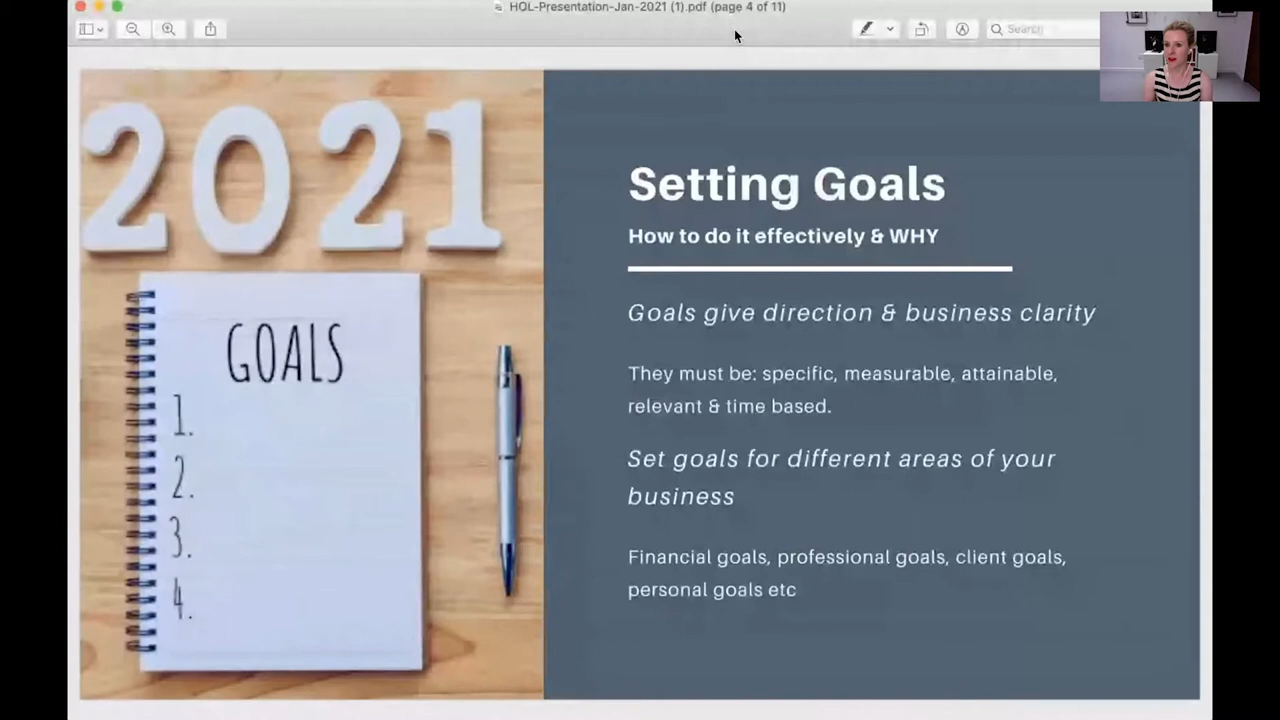 HQL-Presentation-Jan-2021 (1).pdf (page 4 of 11)
Search
2021
GOALS
1.
2.
3.
4.
Setting Goals
How to do it effectively & WHY
Goals give direction & business clarity
They must be: specific, measurable, attainable,
relevant & time based.
Set goals for different areas of your
business
Financial goals, professional goals, client goals,
personal goals etc